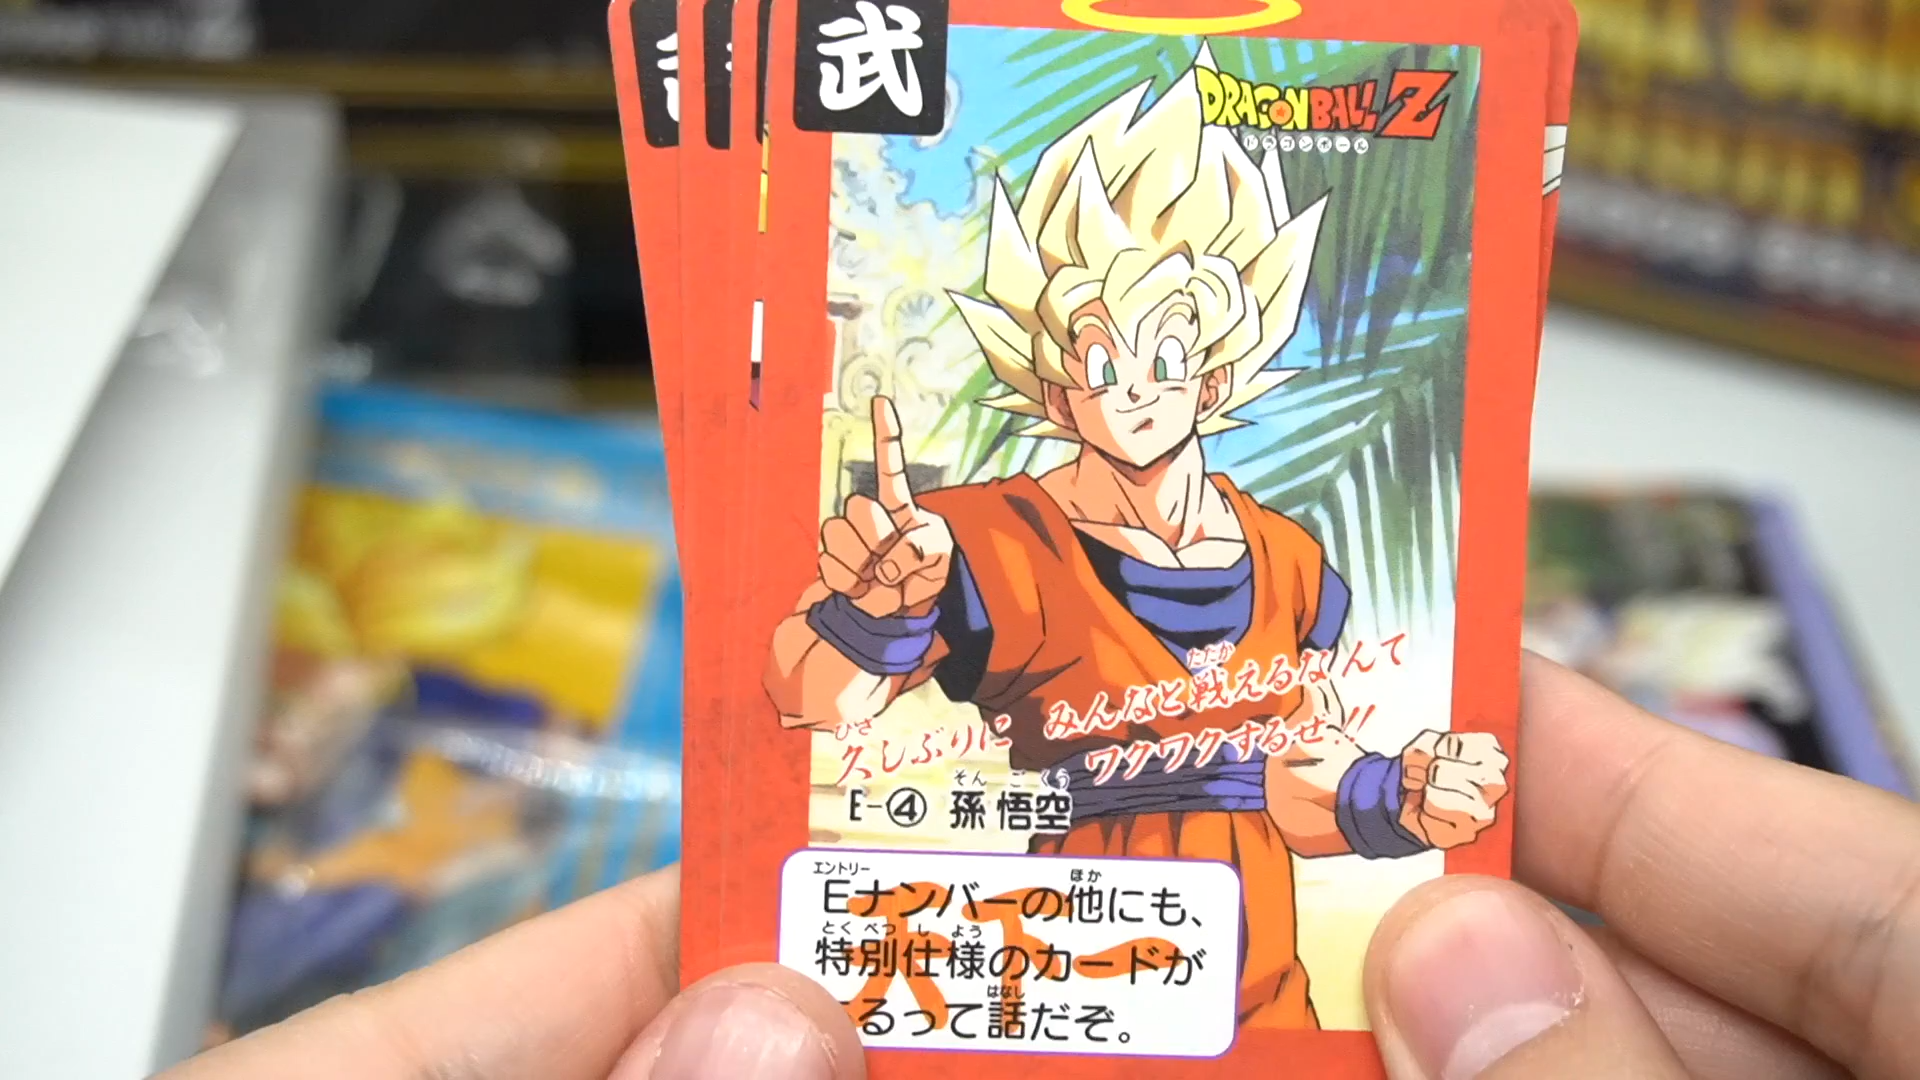 武
DRAGON BALL Z
ドラゴンボール
ひさ
久しぶりに
たたか
みんなと戦えるなんて
ワクワクするぜ!!
そん ご くう
E-④ 孫悟空
エントリー ほか
Eナンバーの他にも、
とく べつ し よう
特別仕様のカードが
はなし
るって話だぞ。